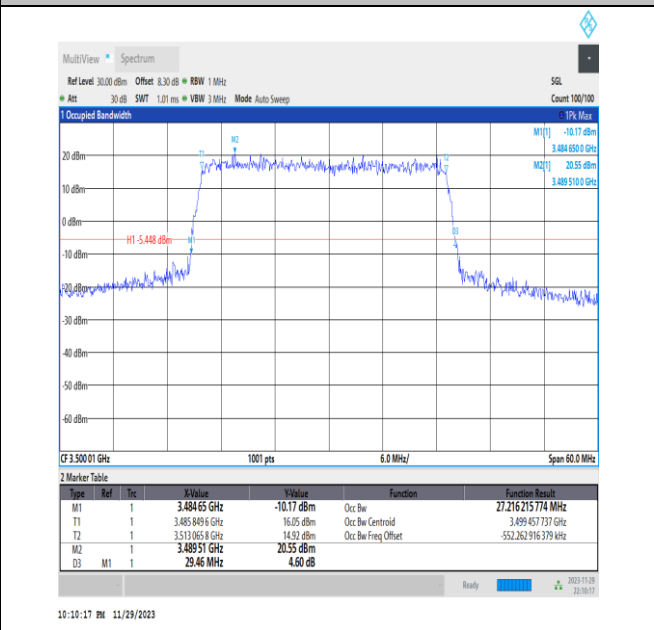 MultiView Spectrum
Ref Level 30.00 dBm Offset 8.30 dB RBW 1 MHz SGL
Att 30 dB SWT 1.01 ms VBW 3 MHz Mode Auto Sweep Count 100/100
1 Occupied Bandwidth 1Pk Max
M1[1] -10.17 dBm
3.484 650 0 GHz
M2[1] 20.55 dBm
3.489 510 0 GHz
M2
T1
20 dBm
10 dBm
0 dBm
D3
H1 -5.448 dBm M1
-10 dBm
-20 dBm
-30 dBm
-40 dBm
-50 dBm
-60 dBm
CF 3.500 01 GHz 1001 pts 6.0 MHz/ Span 60.0 MHz
2 Marker Table
Type Ref Trc X-Value Y-Value Function Function Result
M1 1 3.484 65 GHz -10.17 dBm Occ Bw 27.216 215 774 MHz
T1 1 3.485 849 6 GHz 16.05 dBm Occ Bw Centroid 3.499 457 737 GHz
T2 1 3.513 065 8 GHz 14.92 dBm Occ Bw Freq Offset -552.262 916 379 kHz
M2 1 3.489 51 GHz 20.55 dBm
D3 M1 1 29.46 MHz 4.60 dB
Ready 2023-11-29
22:10:17
10:10:17 PM 11/29/2023